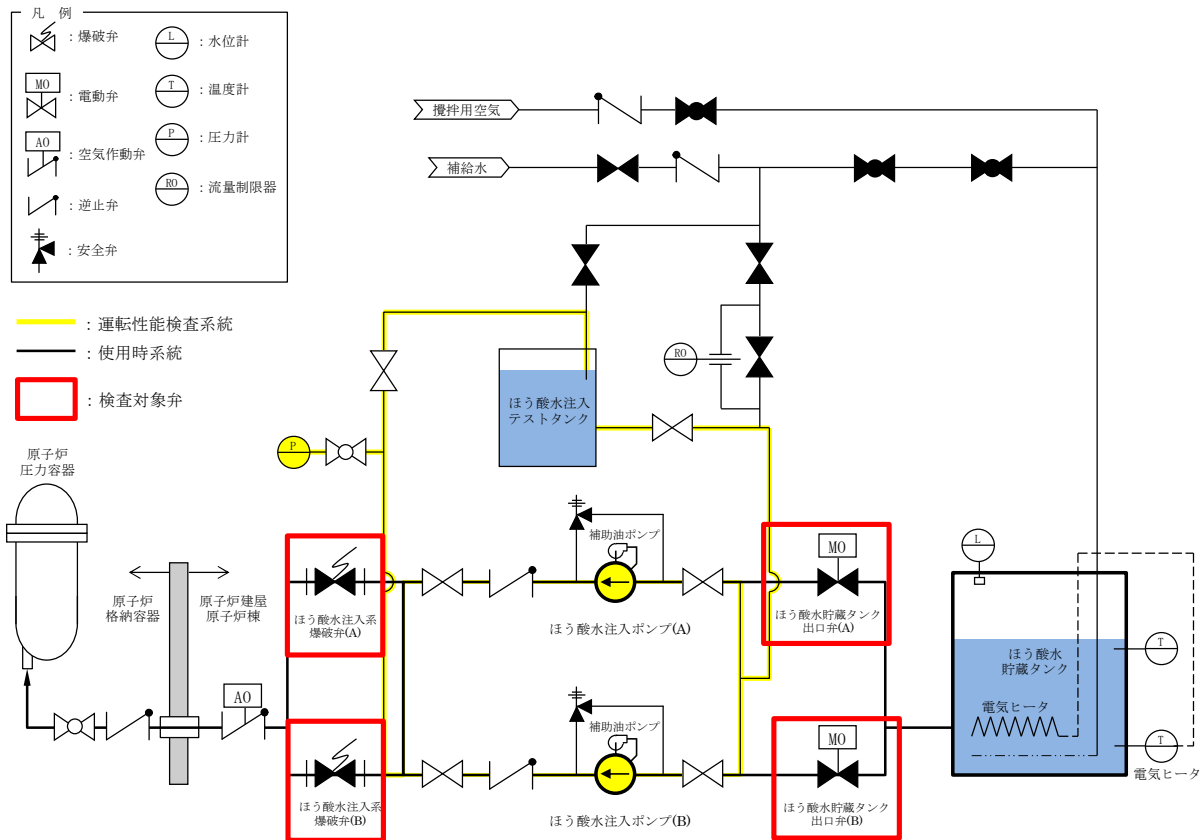 凡　例
：爆破弁
L
：水位計
MO
：電動弁
T
：温度計
AO
：空気作動弁
P
：圧力計
：逆止弁
RO
：流量制限器
：安全弁
：運転性能検査系統
：使用時系統
：検査対象弁
攪拌用空気
補給水
RO
ほう酸水注入
テストタンク
P
原子炉
圧力容器
原子炉
格納容器
原子炉建屋
原子炉棟
AO
ほう酸水注入系
爆破弁(A)
補助油ポンプ
ほう酸水注入ポンプ(A)
MO
ほう酸水貯蔵タンク
出口弁(A)
L
T
ほう酸水
貯蔵タンク
電気ヒータ
T
電気ヒータ
ほう酸水注入系
爆破弁(B)
補助油ポンプ
ほう酸水注入ポンプ(B)
MO
ほう酸水貯蔵タンク
出口弁(B)